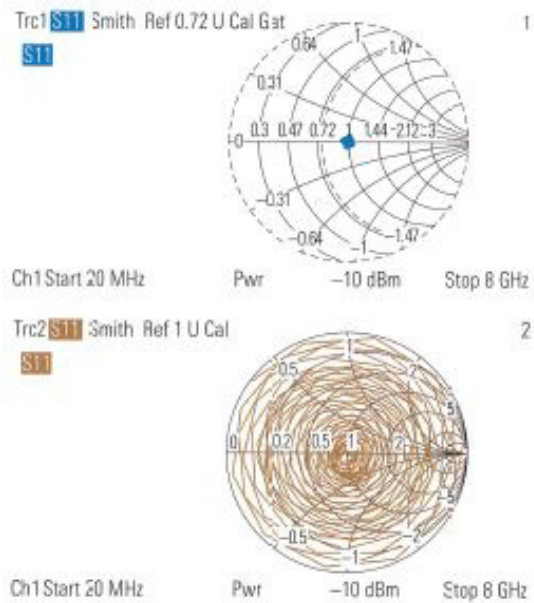 Trc1 S11 Smith Ref 0.72 U Cal Gat
1
S11
0.64
1
1.47
0.31
0 0.3 0.47 0.72 1 1.44 2.12 3
-0.31
-0.64
-1
-1.47
Ch1 Start 20 MHz Pwr -10 dBm Stop 8 GHz
Trc2 S11 Smith Ref 1 U Cal
2
S11
1
0.5
2
5
0 0.2 0.5 1 2
-5
-0.5
-2
-1
Ch1 Start 20 MHz Pwr -10 dBm Stop 8 GHz